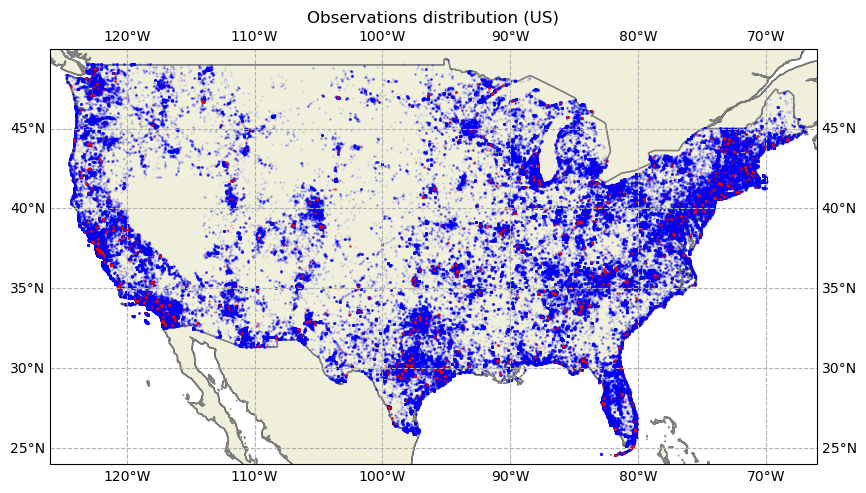 Observations distribution (US)
120°W 110°W 100°W 90°W 80°W 70°W
45°N 45°N
40°N 40°N
35°N 35°N
30°N 30°N
25°N 25°N
120°W 110°W 100°W 90°W 80°W 70°W